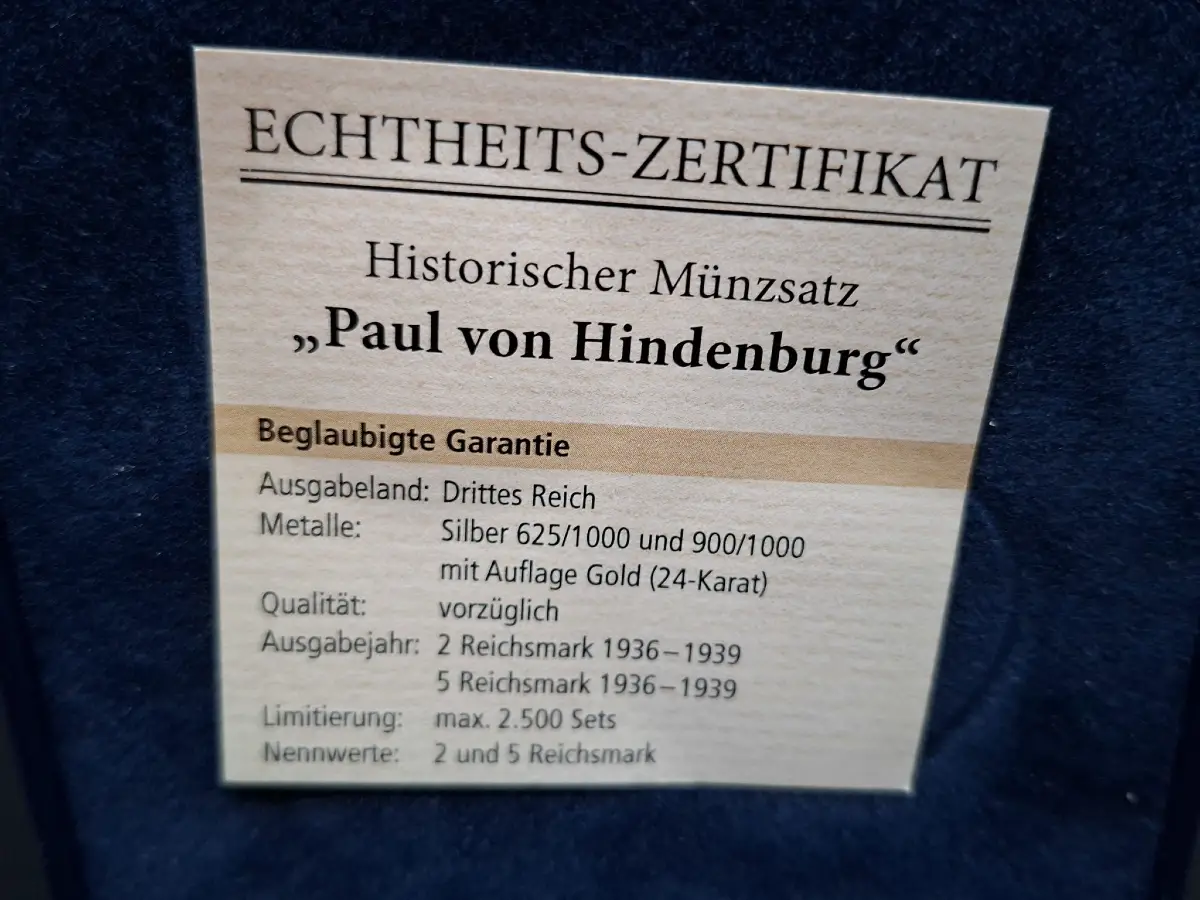 ECHTHEITS-ZERTIFIKAT
Historischer Münzsatz
„Paul von Hindenburg“
Beglaubigte Garantie
Ausgabeland: Drittes Reich
Metalle: Silber 625/1000 und 900/1000
mit Auflage Gold (24-Karat)
Qualität: vorzüglich
Ausgabejahr: 2 Reichsmark 1936–1939
5 Reichsmark 1936–1939
Limitierung: max. 2.500 Sets
Nennwerte: 2 und 5 Reichsmark